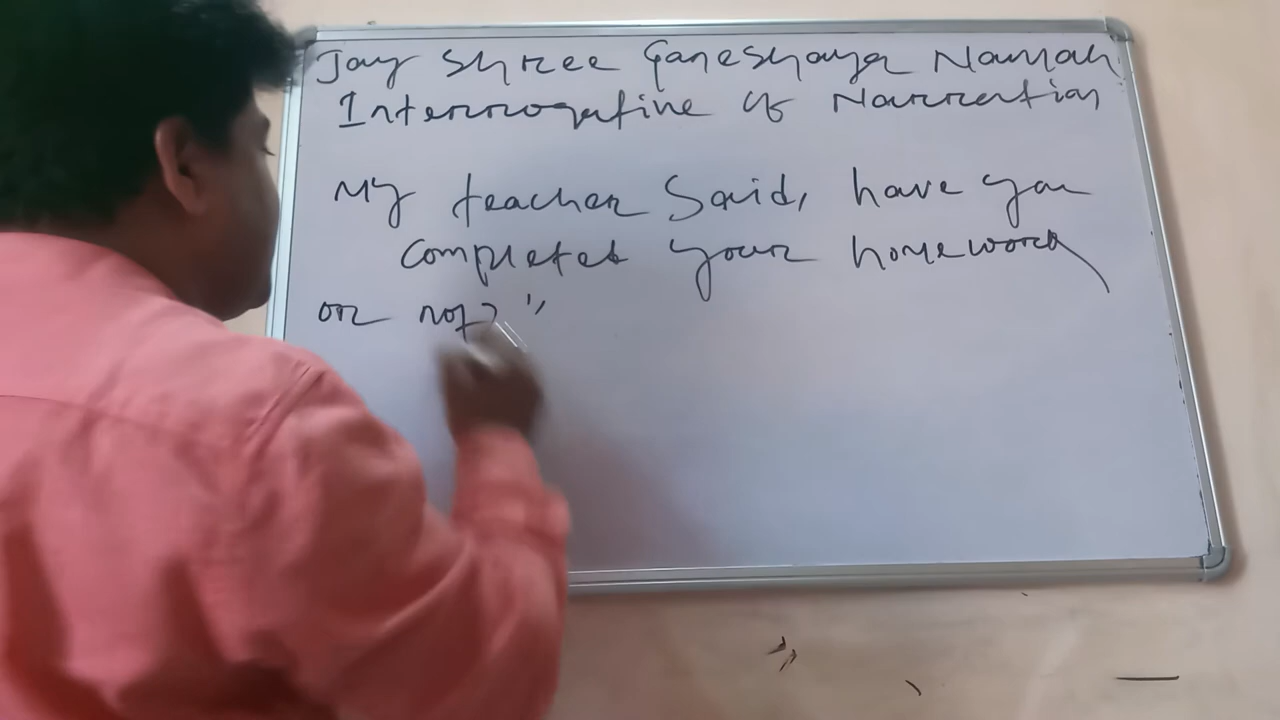 Jay Shree Ganeshaya Namah
Interrogative of Narration
My teacher Said, have you
completed your homework
or not? "